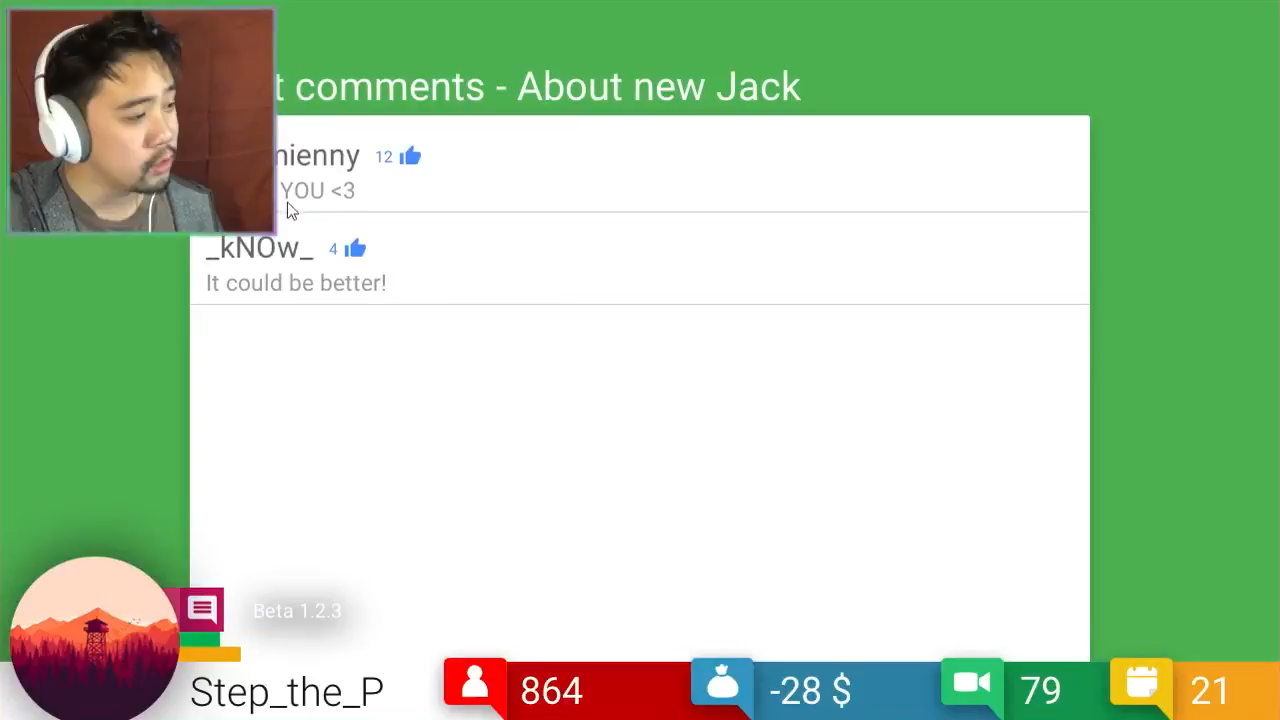 comments - About new Jack
12
YOU <3
_kNOw_ 4
It could be better!
Beta 1.2.3
Step_the_P 864 -28 $ 79 21